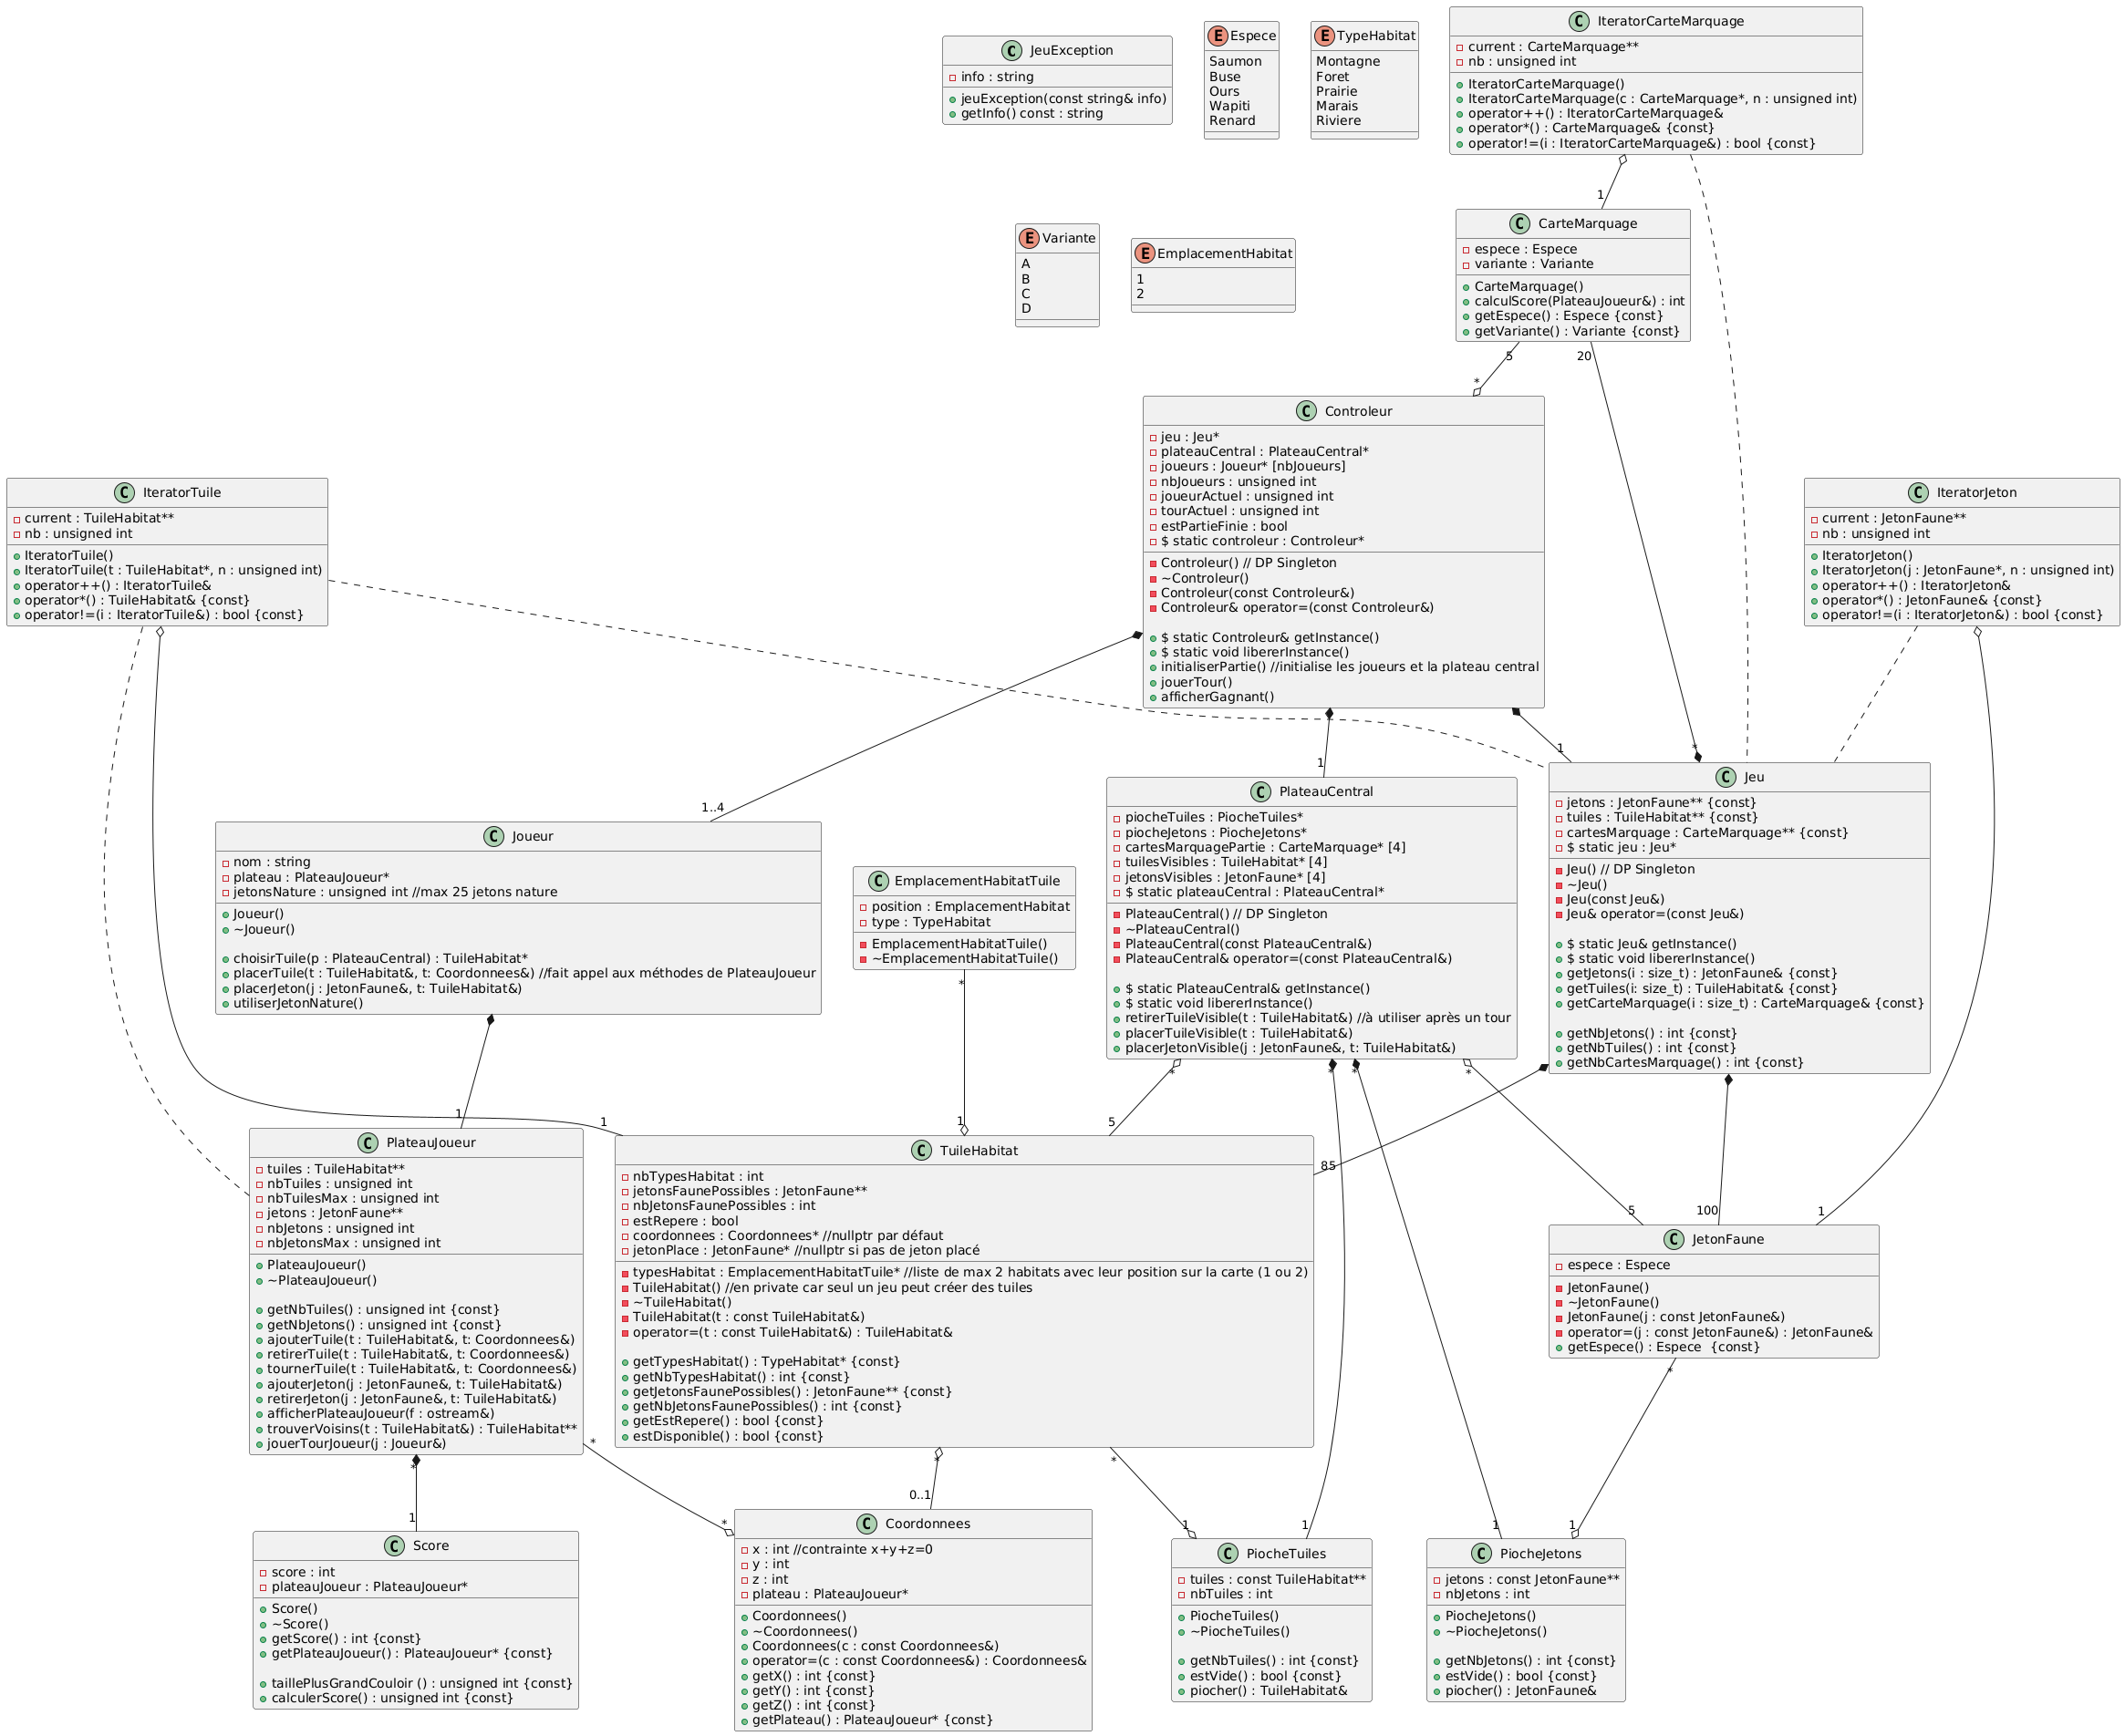 JeuException
info : string
jeuException(const string& info)
getInfo() const : string
Espece
Saumon
Buse
Ours
Wapiti
Renard
TypeHabitat
Montagne
Foret
Prairie
Marais
Riviere
IteratorCarteMarquage
current : CarteMarquage**
nb : unsigned int
IteratorCarteMarquage()
IteratorCarteMarquage(c : CarteMarquage*, n : unsigned int)
operator++() : IteratorCarteMarquage&
operator*() : CarteMarquage& {const}
operator!=(i : IteratorCarteMarquage&) : bool {const}
1
Variante
A
B
C
D
EmplacementHabitat
1
2
CarteMarquage
espece : Espece
variante : Variante
CarteMarquage()
calculScore(PlateauJoueur&) : int
getEspece() : Espece {const}
getVariante() : Variante {const}
5
20
*
Controleur
jeu : Jeu*
plateauCentral : PlateauCentral*
joueurs : Joueur* [nbJoueurs]
nbJoueurs : unsigned int
joueurActuel : unsigned int
tourActuel : unsigned int
estPartieFinie : bool
$ static controleur : Controleur*
Controleur() // DP Singleton
~Controleur()
Controleur(const Controleur&)
Controleur& operator=(const Controleur&)
$ static Controleur& getInstance()
$ static void libererInstance()
initialiserPartie() //initialise les joueurs et la plateau central
jouerTour()
afficherGagnant()
IteratorTuile
current : TuileHabitat**
nb : unsigned int
IteratorTuile()
IteratorTuile(t : TuileHabitat*, n : unsigned int)
operator++() : IteratorTuile&
operator*() : TuileHabitat& {const}
operator!=(i : IteratorTuile&) : bool {const}
IteratorJeton
current : JetonFaune**
nb : unsigned int
IteratorJeton()
IteratorJeton(j : JetonFaune*, n : unsigned int)
operator++() : IteratorJeton&
operator*() : JetonFaune& {const}
operator!=(i : IteratorJeton&) : bool {const}
1..4
1
1
*
Joueur
nom : string
plateau : PlateauJoueur*
jetonsNature : unsigned int //max 25 jetons nature
Joueur()
~Joueur()
choisirTuile(p : PlateauCentral) : TuileHabitat*
placerTuile(t : TuileHabitat&, t: Coordonnees&) //fait appel aux méthodes de PlateauJoueur
placerJeton(j : JetonFaune&, t: TuileHabitat&)
utiliserJetonNature()
EmplacementHabitatTuile
position : EmplacementHabitat
type : TypeHabitat
EmplacementHabitatTuile()
~EmplacementHabitatTuile()
PlateauCentral
piocheTuiles : PiocheTuiles*
piocheJetons : PiocheJetons*
cartesMarquagePartie : CarteMarquage* [4]
tuilesVisibles : TuileHabitat* [4]
jetonsVisibles : JetonFaune* [4]
$ static plateauCentral : PlateauCentral*
PlateauCentral() // DP Singleton
~PlateauCentral()
PlateauCentral(const PlateauCentral&)
PlateauCentral& operator=(const PlateauCentral&)
$ static PlateauCentral& getInstance()
$ static void libererInstance()
retirerTuileVisible(t : TuileHabitat&) //à utiliser après un tour
placerTuileVisible(t : TuileHabitat&)
placerJetonVisible(j : JetonFaune&, t: TuileHabitat&)
Jeu
jetons : JetonFaune** {const}
tuiles : TuileHabitat** {const}
cartesMarquage : CarteMarquage** {const}
$ static jeu : Jeu*
Jeu() // DP Singleton
~Jeu()
Jeu(const Jeu&)
Jeu& operator=(const Jeu&)
$ static Jeu& getInstance()
$ static void libererInstance()
getJetons(i : size_t) : JetonFaune& {const}
getTuiles(i: size_t) : TuileHabitat& {const}
getCarteMarquage(i : size_t) : CarteMarquage& {const}
getNbJetons() : int {const}
getNbTuiles() : int {const}
getNbCartesMarquage() : int {const}
*
*
*
*
*
1
1
1
5
85
5
100
1
PlateauJoueur
tuiles : TuileHabitat**
nbTuiles : unsigned int
nbTuilesMax : unsigned int
jetons : JetonFaune**
nbJetons : unsigned int
nbJetonsMax : unsigned int
PlateauJoueur()
~PlateauJoueur()
getNbTuiles() : unsigned int {const}
getNbJetons() : unsigned int {const}
ajouterTuile(t : TuileHabitat&, t: Coordonnees&)
retirerTuile(t : TuileHabitat&, t: Coordonnees&)
tournerTuile(t : TuileHabitat&, t: Coordonnees&)
ajouterJeton(j : JetonFaune&, t: TuileHabitat&)
retirerJeton(j : JetonFaune&, t: TuileHabitat&)
afficherPlateauJoueur(f : ostream&)
trouverVoisins(t : TuileHabitat&) : TuileHabitat**
jouerTourJoueur(j : Joueur&)
TuileHabitat
nbTypesHabitat : int
jetonsFaunePossibles : JetonFaune**
nbJetonsFaunePossibles : int
estRepere : bool
coordonnees : Coordonnees* //nullptr par défaut
jetonPlace : JetonFaune* //nullptr si pas de jeton placé
typesHabitat : EmplacementHabitatTuile* //liste de max 2 habitats avec leur position sur la carte (1 ou 2)
TuileHabitat() //en private car seul un jeu peut créer des tuiles
~TuileHabitat()
TuileHabitat(t : const TuileHabitat&)
operator=(t : const TuileHabitat&) : TuileHabitat&
getTypesHabitat() : TypeHabitat* {const}
getNbTypesHabitat() : int {const}
getJetonsFaunePossibles() : JetonFaune** {const}
getNbJetonsFaunePossibles() : int {const}
getEstRepere() : bool {const}
estDisponible() : bool {const}
JetonFaune
espece : Espece
JetonFaune()
~JetonFaune()
JetonFaune(j : const JetonFaune&)
operator=(j : const JetonFaune&) : JetonFaune&
getEspece() : Espece  {const}
*
*
*
*
*
1
*
0..1
1
1
1
1
Score
score : int
plateauJoueur : PlateauJoueur*
Score()
~Score()
getScore() : int {const}
getPlateauJoueur() : PlateauJoueur* {const}
taillePlusGrandCouloir () : unsigned int {const}
calculerScore() : unsigned int {const}
Coordonnees
x : int //contrainte x+y+z=0
y : int
z : int
plateau : PlateauJoueur*
Coordonnees()
~Coordonnees()
Coordonnees(c : const Coordonnees&)
operator=(c : const Coordonnees&) : Coordonnees&
getX() : int {const}
getY() : int {const}
getZ() : int {const}
getPlateau() : PlateauJoueur* {const}
PiocheTuiles
tuiles : const TuileHabitat**
nbTuiles : int
PiocheTuiles()
~PiocheTuiles()
getNbTuiles() : int {const}
estVide() : bool {const}
piocher() : TuileHabitat&
PiocheJetons
jetons : const JetonFaune**
nbJetons : int
PiocheJetons()
~PiocheJetons()
getNbJetons() : int {const}
estVide() : bool {const}
piocher() : JetonFaune&